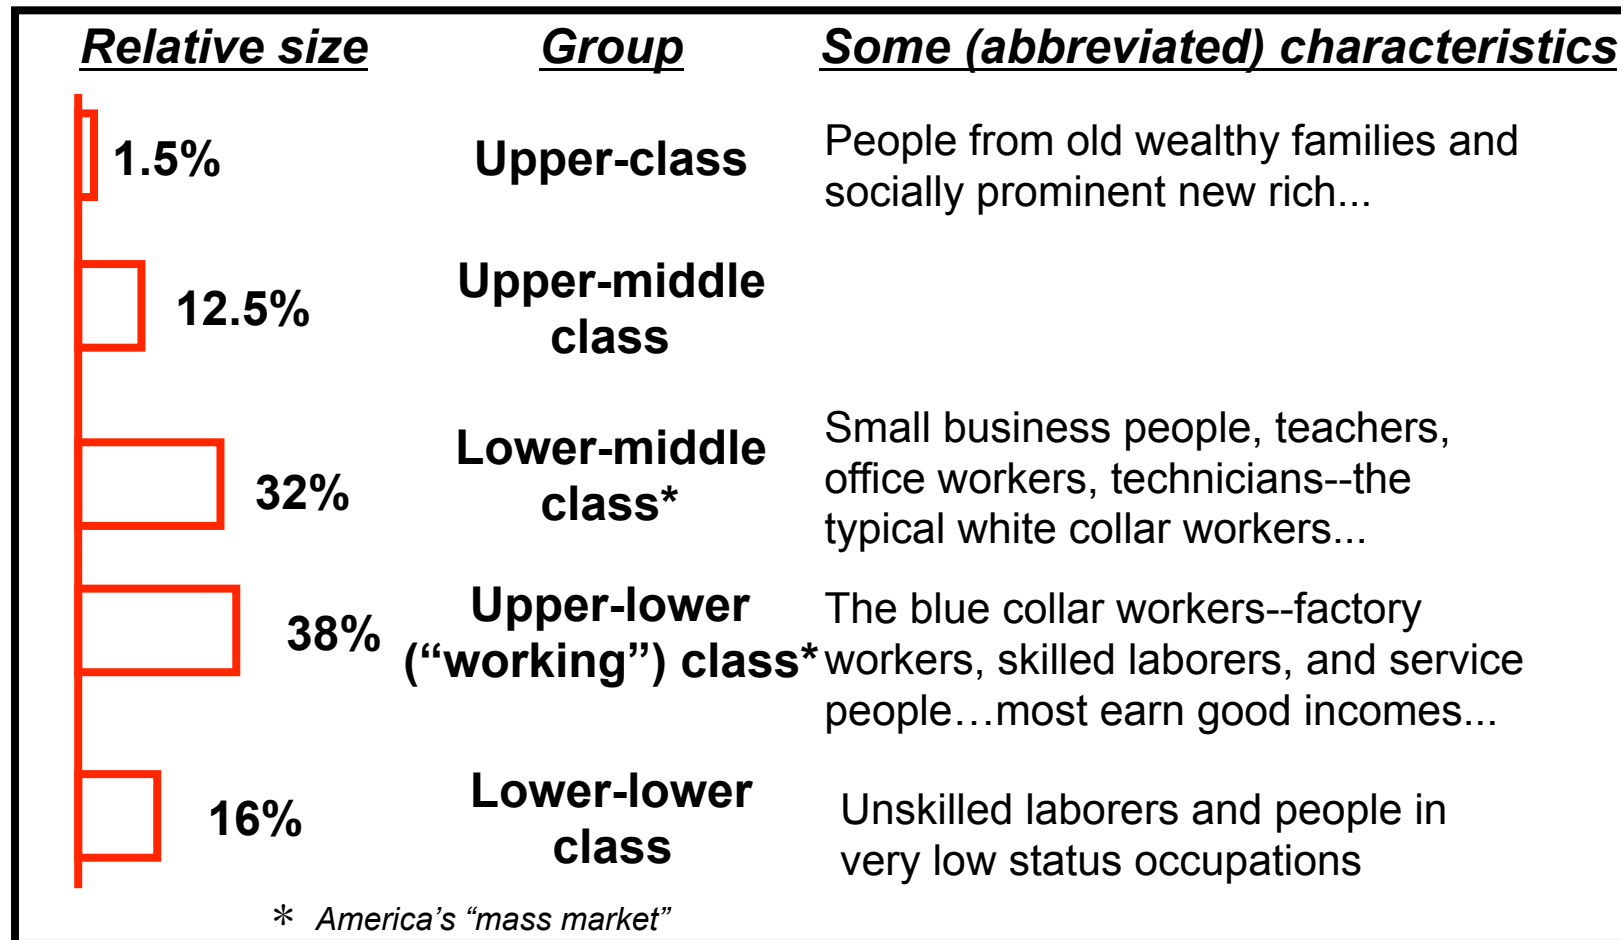 Relative size Group Some (abbreviated) characteristics
1.5% Upper-class People from old wealthy families and
socially prominent new rich...
12.5% Upper-middle
class
32% Lower-middle
class*
Small business people, teachers,
office workers, technicians--the
typical white collar workers...
38% Upper-lower
(“working”) class*
The blue collar workers--factory
workers, skilled laborers, and service
people…most earn good incomes...
16% Lower-lower
class
Unskilled laborers and people in
very low status occupations
* America’s “mass market”